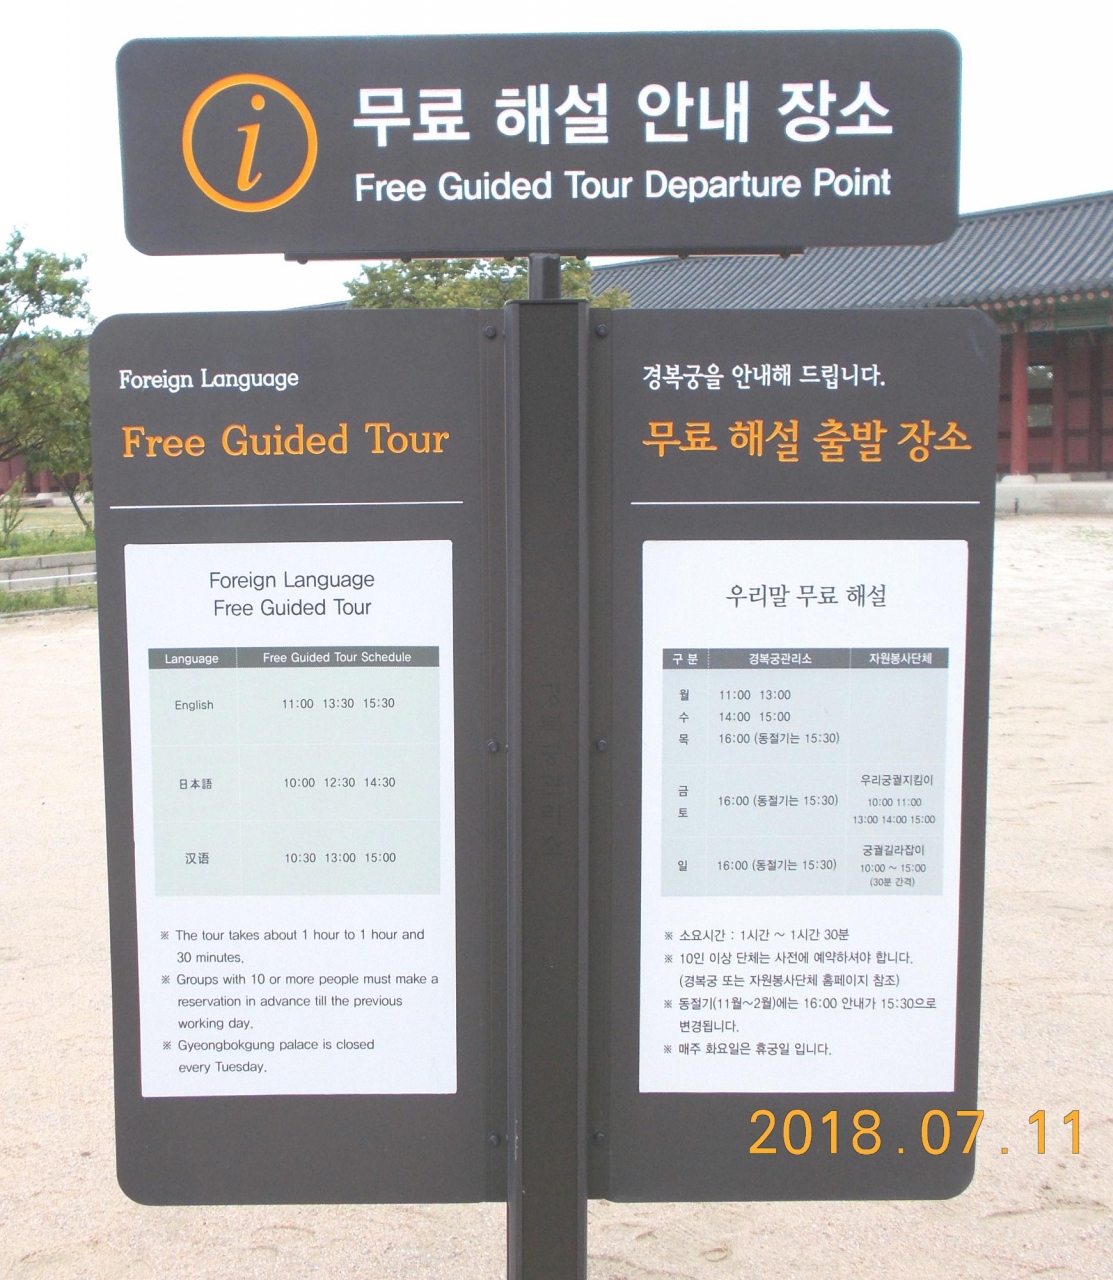 i
무료 해설 안내 장소
Free Guided Tour Departure Point
Foreign Language
Free Guided Tour
Foreign Language
Free Guided Tour
Language Free Guided Tour Schedule
English 11:00 13:30 15:30
日本語 10:00 12:30 14:30
汉语 10:30 13:00 15:00
※ The tour takes about 1 hour to 1 hour and
30 minutes.
※ Groups with 10 or more people must make a
reservation in advance till the previous
working day.
※ Gyeongbokgung palace is closed
every Tuesday.
경복궁을 안내해 드립니다.
무료 해설 출발 장소
우리말 무료 해설
구 분 경복궁관리소 자원봉사단체
월 11:00 13:00
수 14:00 15:00
목 16:00 (동절기는 15:30)
금
토
16:00 (동절기는 15:30)
우리궁궐지킴이
10:00 11:00
13:00 14:00 15:00
일 16:00 (동절기는 15:30)
궁궐길라잡이
10:00 ~ 15:00
(30분 간격)
※ 소요시간 : 1시간 ~ 1시간 30분
※ 10인 이상 단체는 사전에 예약하셔야 합니다.
(경복궁 또는 자원봉사단체 홈페이지 참조)
※ 동절기(11월~2월)에는 16:00 안내가 15:30으로
변경됩니다.
※ 매주 화요일은 휴궁일 입니다.
경복궁관리소
2018.07.11